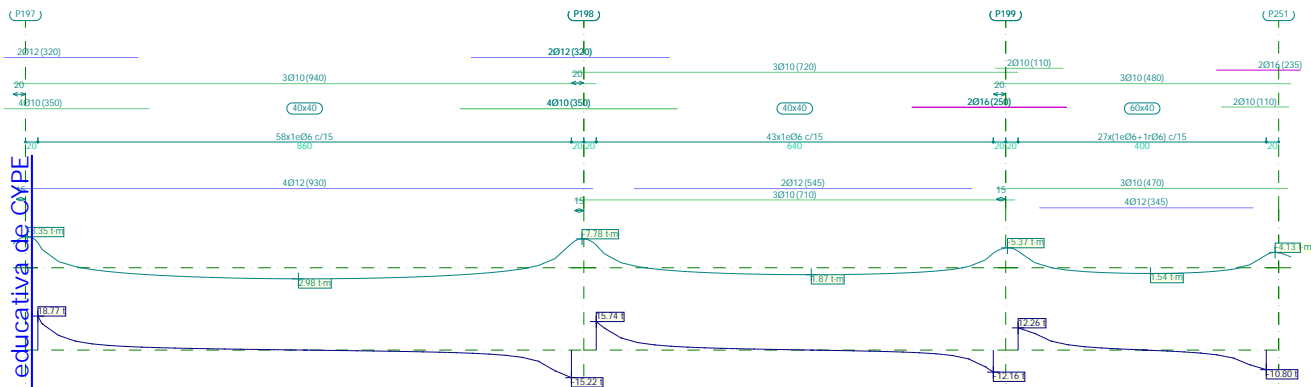 P197 P198 P199 P251
2Ø12(320) 2Ø12(320) 2Ø10(110) 2Ø16(235)
3Ø10(720)
3Ø10(940) 20 3Ø10(480)
20 20
4Ø10(350) 40x40 4Ø10(350) 40x40 2Ø16(250) 60x40 2Ø10(110)
58x1eØ6 c/15 43x1eØ6 c/15 27x(1eØ6+1rØ6) c/15
20 860 20 20 640 20 20 400 20
4Ø12(930) 2Ø12(545) 3Ø10(470)
15 3Ø10(710) 15
15 4Ø12(345)
educativa de CYPE
-8.35 t·m -7.78 t·m -5.37 t·m -4.13 t·m
2.98 t·m 1.87 t·m 1.54 t·m
18.77 t 15.74 t 12.26 t
-15.22 t -12.16 t -10.80 t